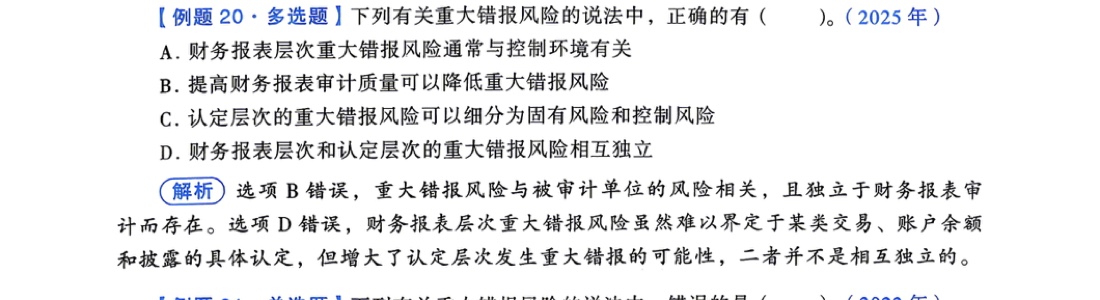 【例题 20 · 多选题】下列有关重大错报风险的说法中，正确的有（　　）。（2025 年）
A. 财务报表层次重大错报风险通常与控制环境有关
B. 提高财务报表审计质量可以降低重大错报风险
C. 认定层次的重大错报风险可以细分为固有风险和控制风险
D. 财务报表层次和认定层次的重大错报风险相互独立
解析 选项 B 错误，重大错报风险与被审计单位的风险相关，且独立于财务报表审
计而存在。选项 D 错误，财务报表层次重大错报风险虽然难以界定于某类交易、账户余额
和披露的具体认定，但增大了认定层次发生重大错报的可能性，二者并不是相互独立的。